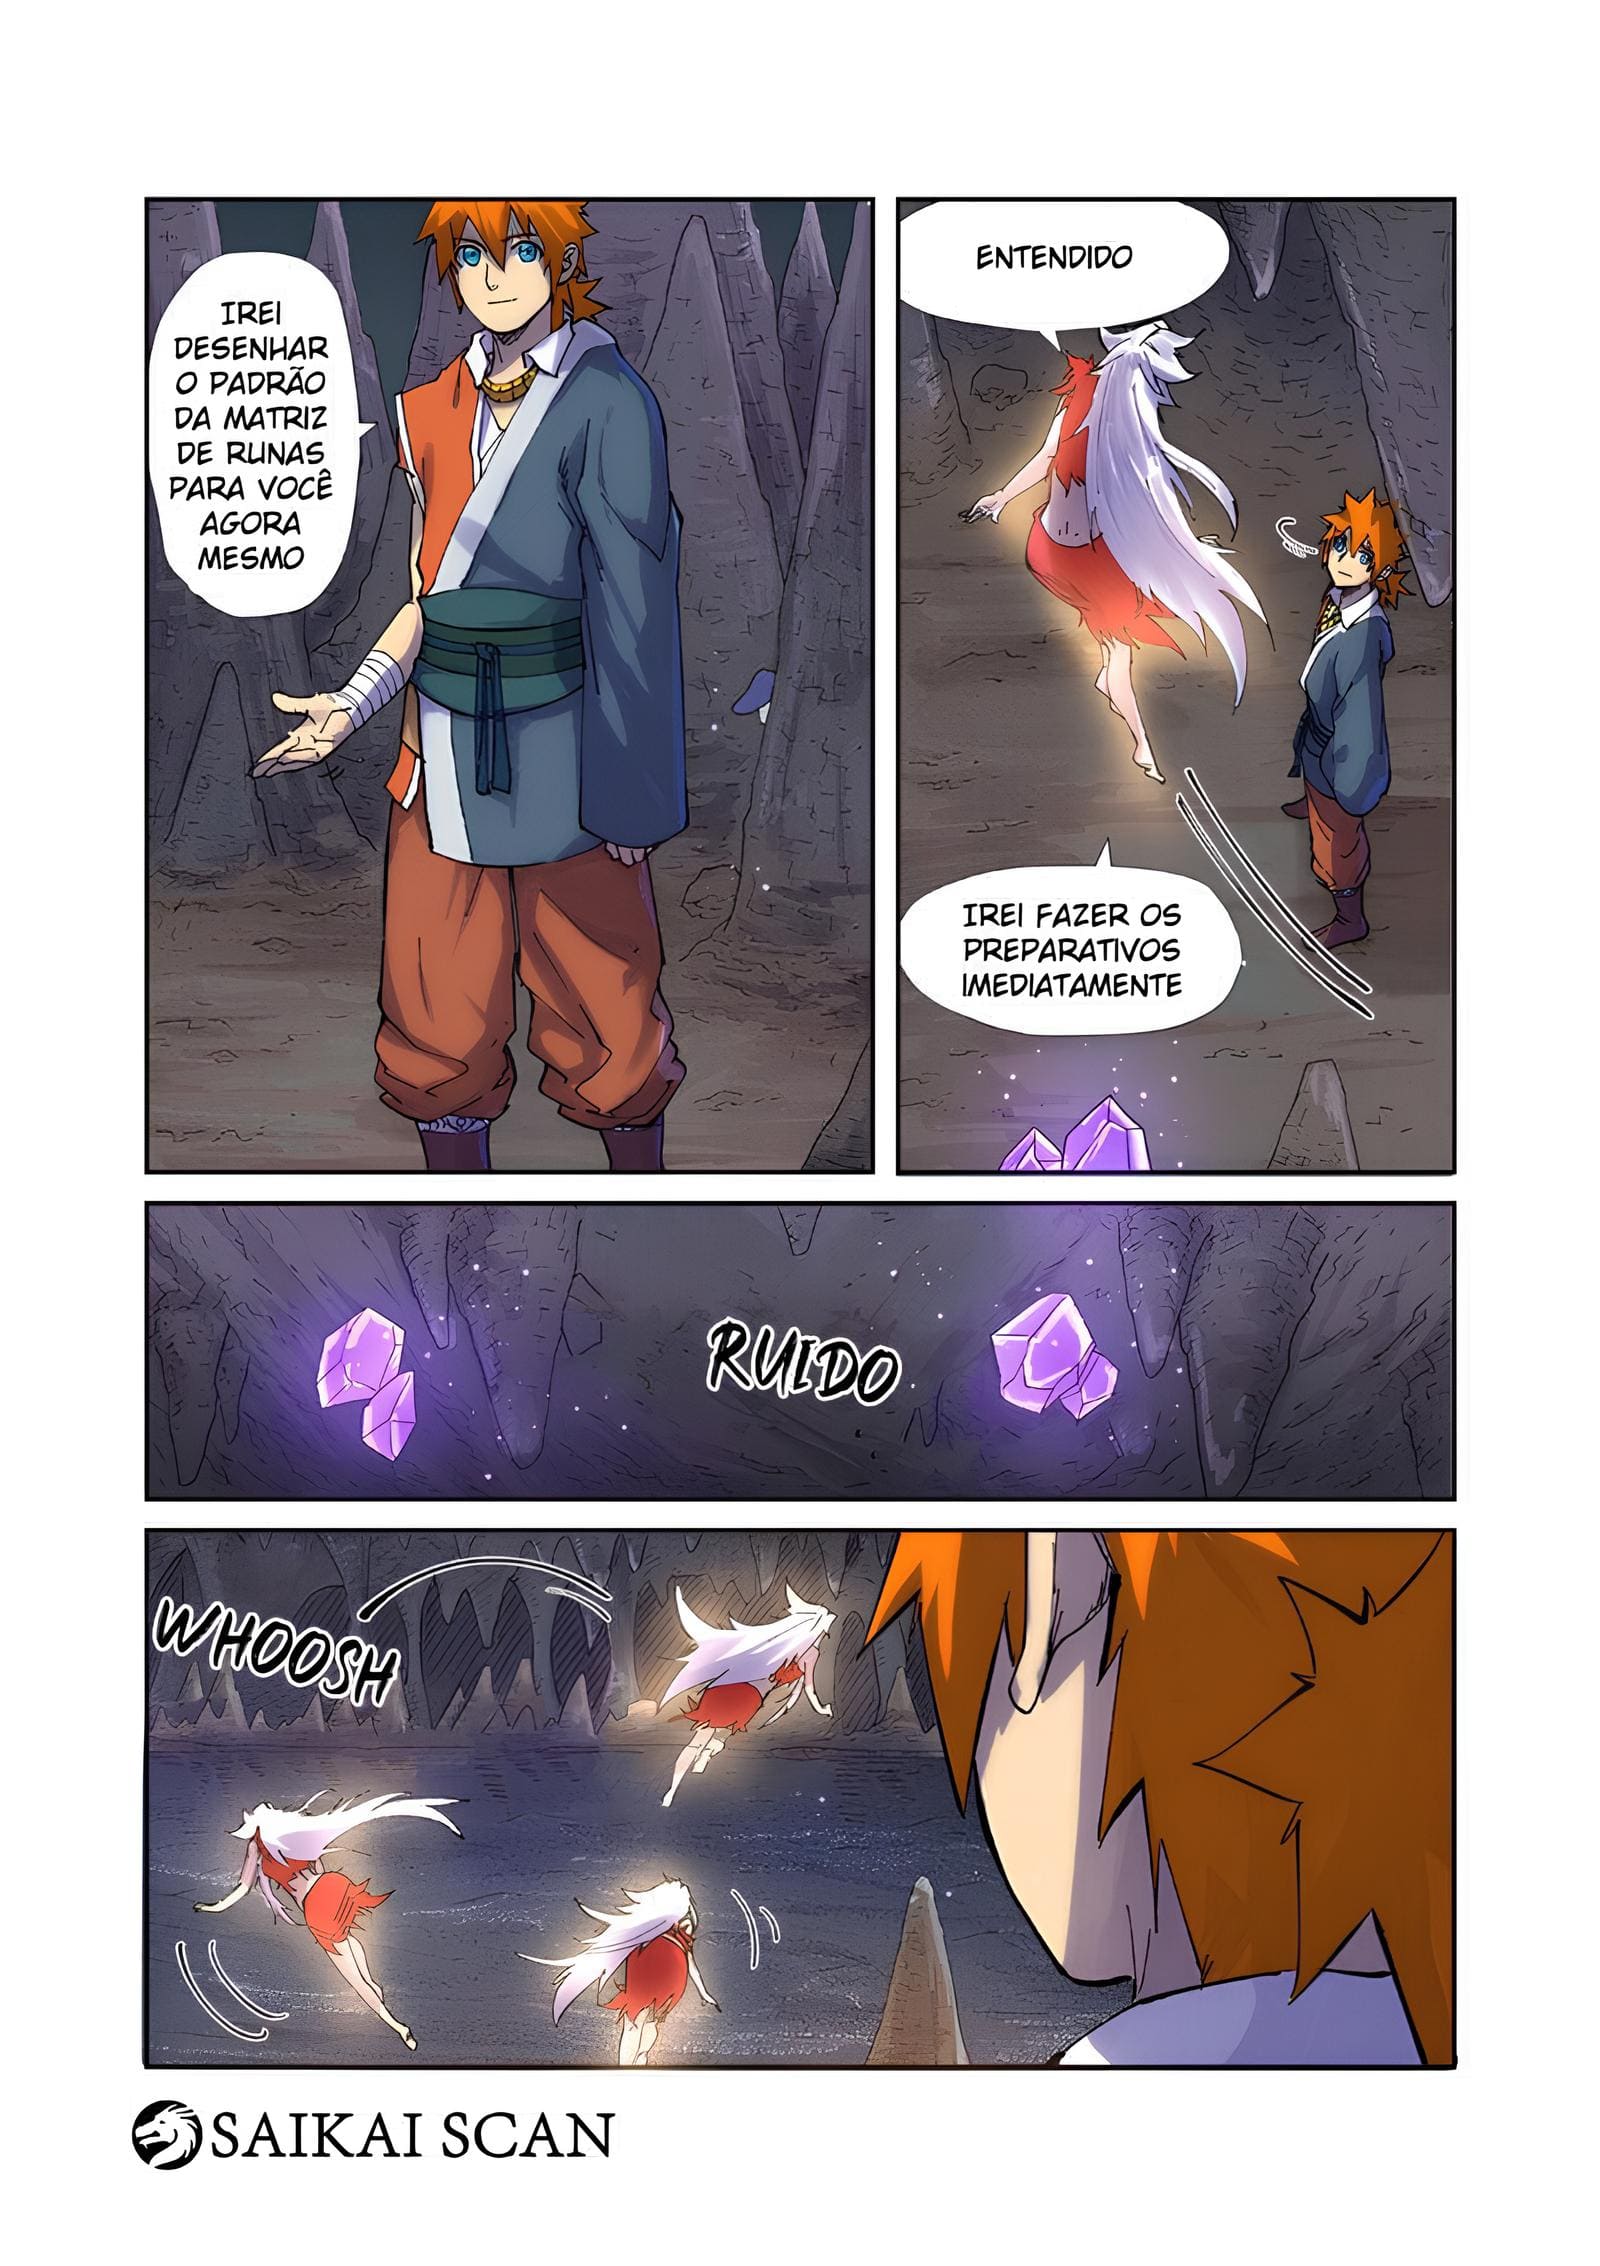 IREI
DESENHAR
O PADRÃO
DA MATRIZ
DE RUNAS
PARA VOCÊ
AGORA
MESMO
ENTENDIDO
IREI FAZER OS
PREPARATIVOS
IMEDIATAMENTE
RUIDO
WHOOSH
SAIKAI SCAN